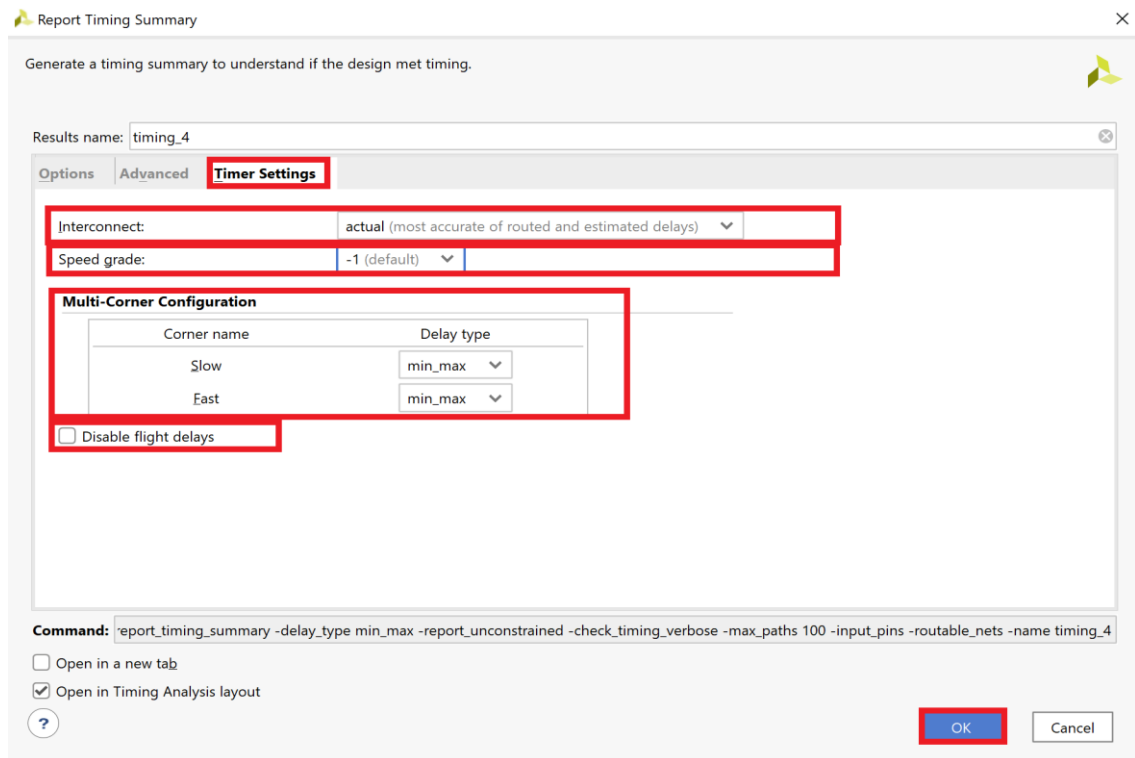 Report Timing Summary
Generate a timing summary to understand if the design met timing.
Results name: timing_4
Options Advanced Timer Settings
Interconnect: actual (most accurate of routed and estimated delays)
Speed grade: -1 (default)
Multi-Corner Configuration
Corner name Delay type
Slow min_max
Fast min_max
Disable flight delays
Command: report_timing_summary -delay_type min_max -report_unconstrained -check_timing_verbose -max_paths 100 -input_pins -routable_nets -name timing_4
Open in a new tab
Open in Timing Analysis layout
? OK Cancel